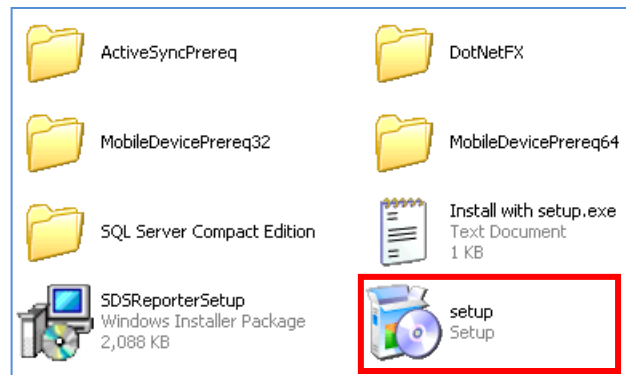 ActiveSyncPrereq
DotNetFX
MobileDevicePrereq32
MobileDevicePrereq64
SQL Server Compact Edition
Install with setup.exe
Text Document
1 KB
SDSReporterSetup
Windows Installer Package
2,088 KB
setup
Setup